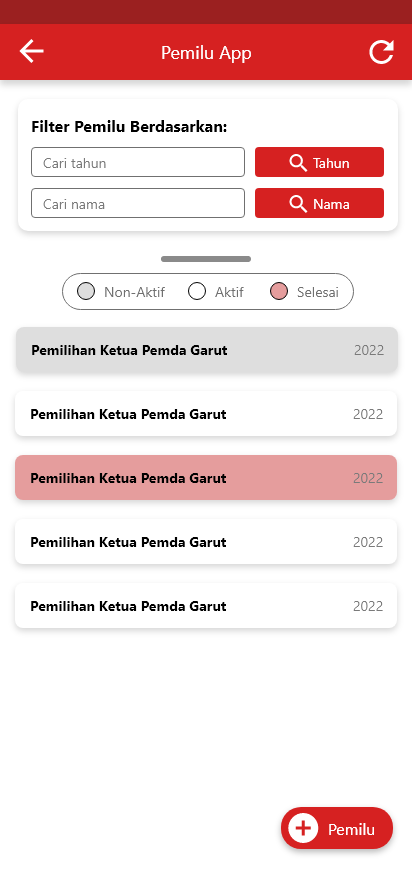 Pemilu App
Filter Pemilu Berdasarkan:
Cari tahun
Tahun
Cari nama
Nama
Non-Aktif Aktif Selesai
Pemilihan Ketua Pemda Garut 2022
Pemilihan Ketua Pemda Garut 2022
Pemilihan Ketua Pemda Garut 2022
Pemilihan Ketua Pemda Garut 2022
Pemilihan Ketua Pemda Garut 2022
Pemilu